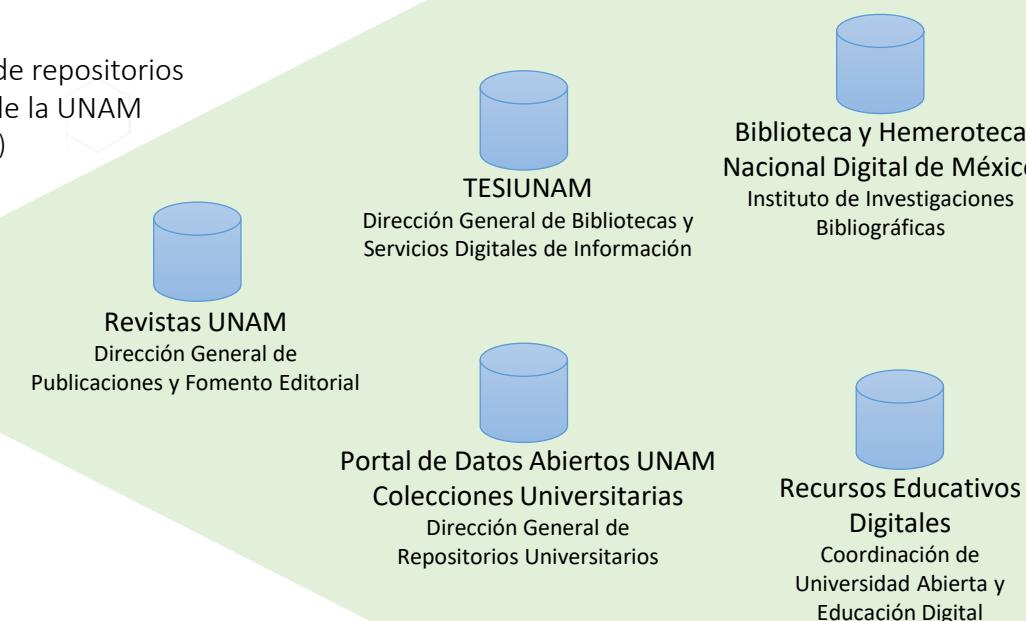 de repositorios
de la UNAM
)
Biblioteca y Hemeroteca
Nacional Digital de México
Instituto de Investigaciones
Bibliográficas
TESIUNAM
Dirección General de Bibliotecas y
Servicios Digitales de Información
Revistas UNAM
Dirección General de
Publicaciones y Fomento Editorial
Portal de Datos Abiertos UNAM
Colecciones Universitarias
Dirección General de
Repositorios Universitarios
Recursos Educativos
Digitales
Coordinación de
Universidad Abierta y
Educación Digital